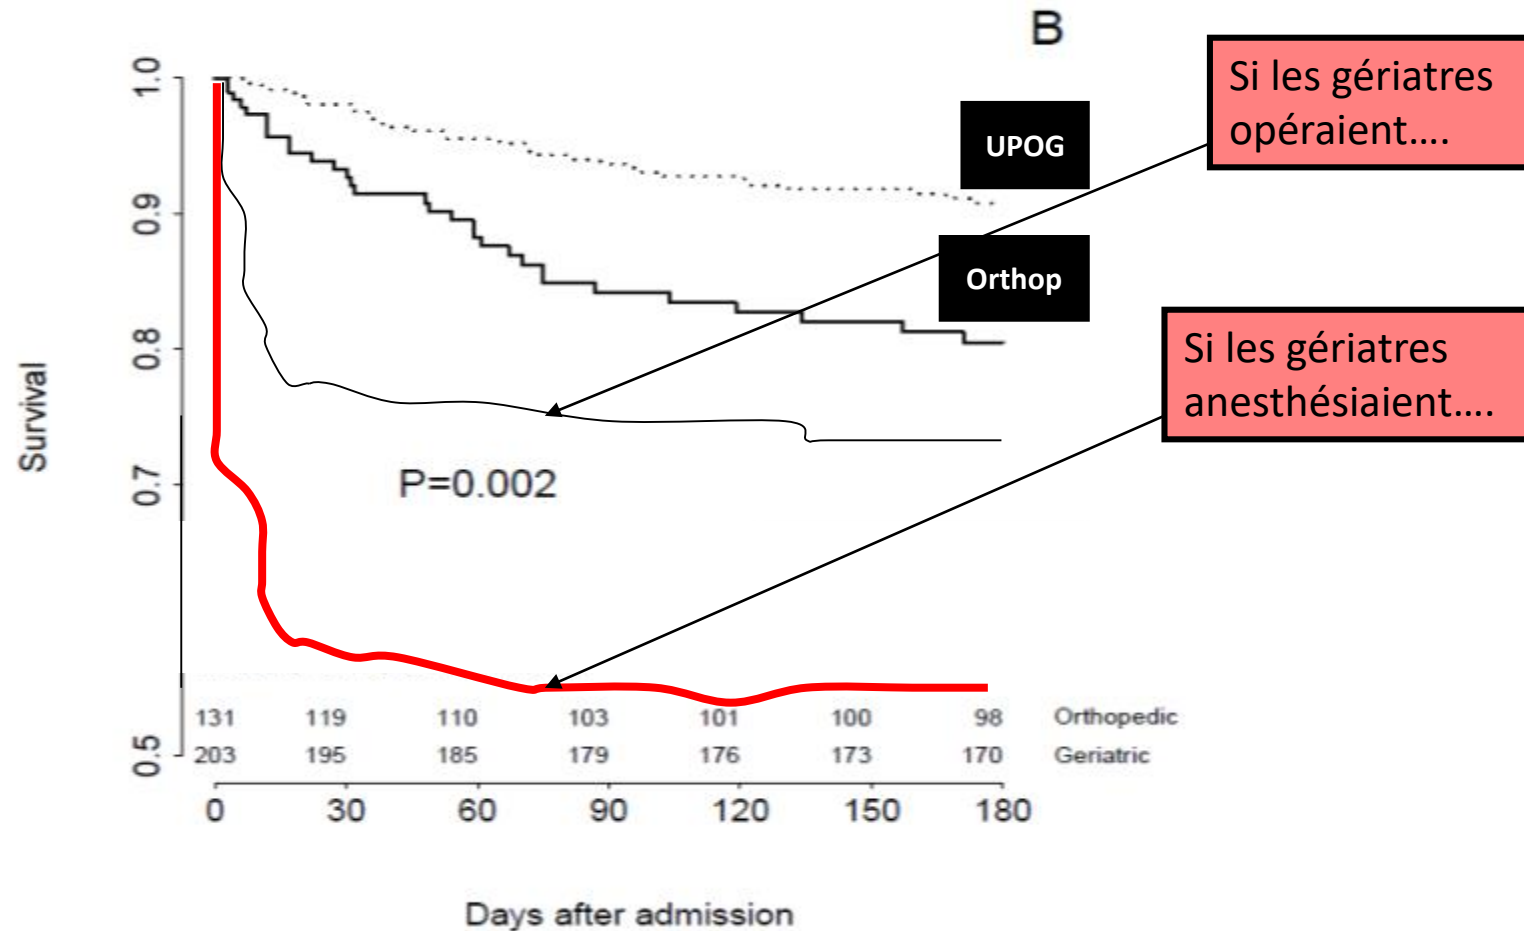 B
Si les gériatres
opéraient....
UPOG
Orthop
Si les gériatres
anesthésiaient....
Survival
1.0
0.9
0.8
0.7
0.5
P=0.002
131 119 110 103 101 100 98 Orthopedic
203 195 185 179 176 173 170 Geriatric
0 30 60 90 120 150 180
Days after admission